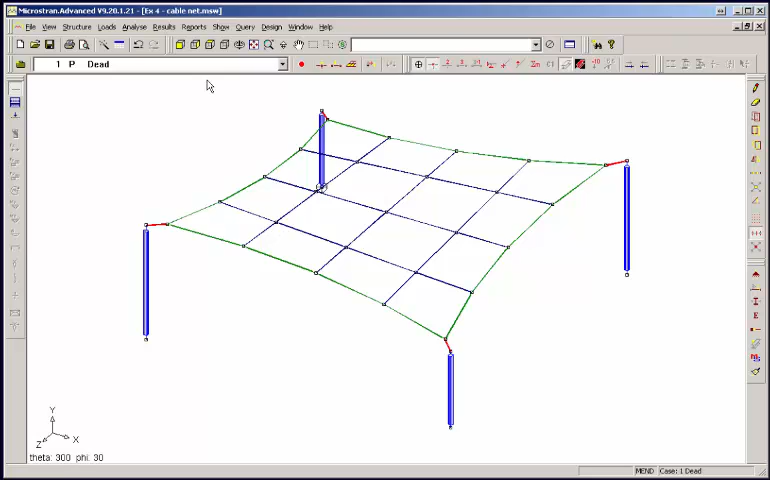 Microstran.Advanced V9.20.1.21 - [Ex 4 - cable net.msw]
File View Structure Loads Analyse Results Reports Show Query Design Window Help
1 P Dead
Y
X
Z
theta: 300 phi: 30
MEND Case: 1 Dead